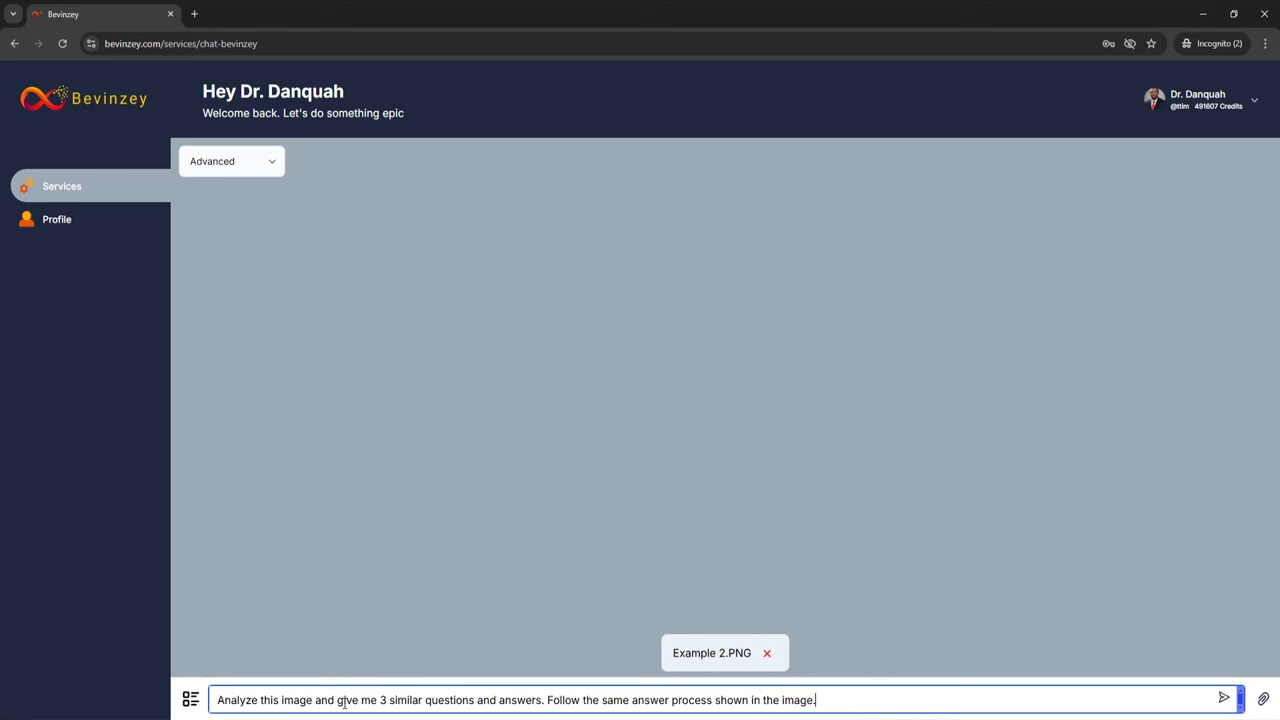 Bevinzey
bevinzey.com/services/chat-bevinzey
Incognito (2)
Bevinzey
Hey Dr. Danquah
Welcome back. Let's do something epic
Dr. Danquah
@ttim 491607 Credits
Services
Profile
Advanced
Example 2.PNG
Analyze this image and give me 3 similar questions and answers. Follow the same answer process shown in the image.